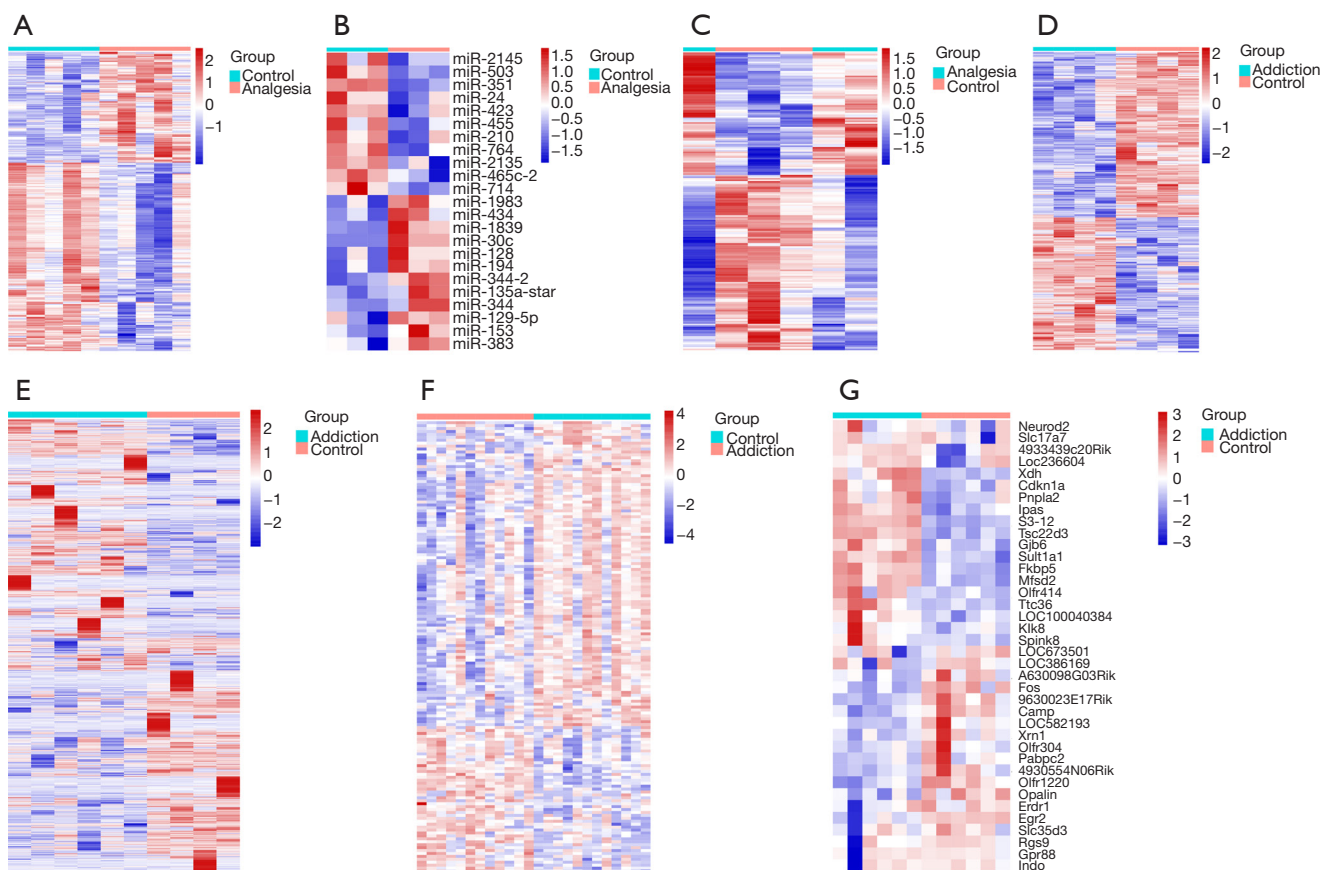 A
2
1
0
−1
Group
Control
Analgesia
B
miR-2145
miR-503
miR-351
miR-24
miR-423
miR-455
miR-210
miR-764
miR-2135
miR-465c-2
miR-714
miR-1983
miR-434
miR-1839
miR-30c
miR-128
miR-194
miR-344-2
miR-135a-star
miR-344
miR-129-5p
miR-153
miR-383
1.5
1.0
0.5
0.0
−0.5
−1.0
−1.5
Group
Control
Analgesia
C
1.5
1.0
0.5
0.0
−0.5
−1.0
−1.5
Group
Analgesia
Control
D
2
1
0
−1
−2
Group
Addiction
Control
E
2
1
0
−1
−2
Group
Addiction
Control
F
4
2
0
−2
−4
Group
Control
Addiction
G
Neurod2
Slc17a7
4933439c20Rik
Loc236604
Xdh
Cdkn1a
Pnpla2
Ipas
S3-12
Tsc22d3
Gjb6
Sult1a1
Fkbp5
Mfsd2
Olfr414
Ttc36
LOC100040384
Klk8
Spink8
LOC673501
LOC386169
A630098G03Rik
Fos
9630023E17Rik
Camp
LOC582193
Xrn1
Olfr304
Pabpc2
4930554N06Rik
Olfr1220
Opalin
Erdr1
Egr2
Slc35d3
Rgs9
Gpr88
Indo
3
2
1
0
−1
−2
−3
Group
Addiction
Control